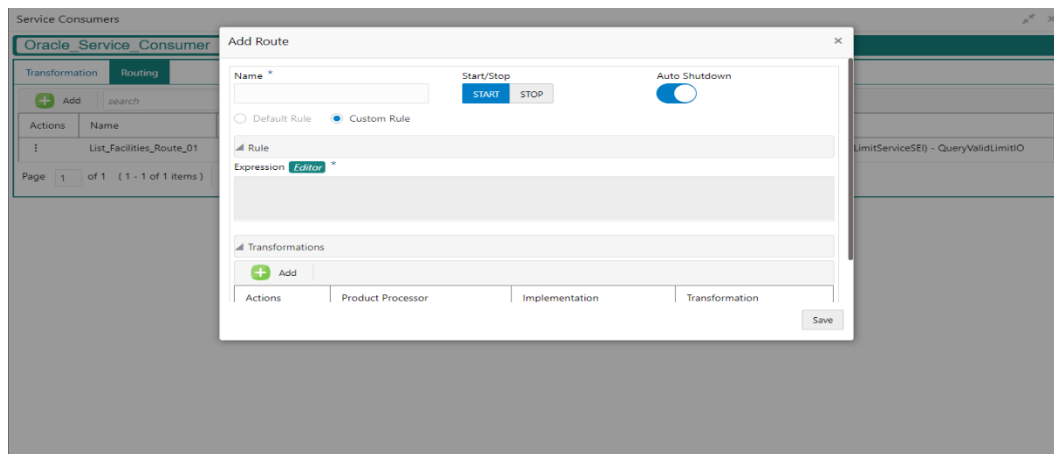 Service Consumers
Oracle_Service_Consumer
Transformation Routing
Add search
Actions Name
List_Facilities_Route_01 LimitServiceSEI) - QueryValidLimitIO
Page 1 of 1 ( 1 - 1 of 1 items )
Add Route
Name * Start/Stop Auto Shutdown
START STOP
Default Rule Custom Rule
Rule
Expression Editor *
Transformations
Add
Actions Product Processor Implementation Transformation
Save